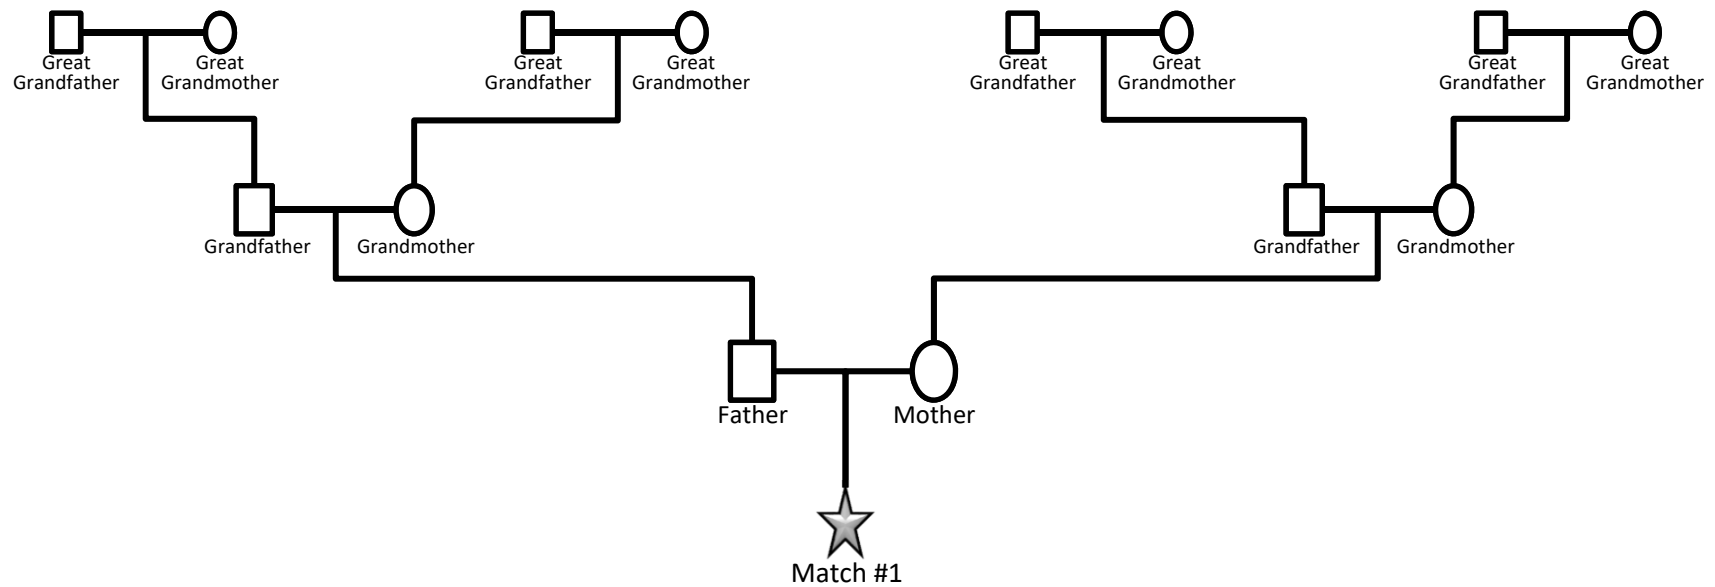 Great Grandfather
Great Grandmother
Great Grandfather
Great Grandmother
Great Grandfather
Great Grandmother
Great Grandfather
Great Grandmother
Grandfather
Grandmother
Grandfather
Grandmother
Father
Mother
Match #1